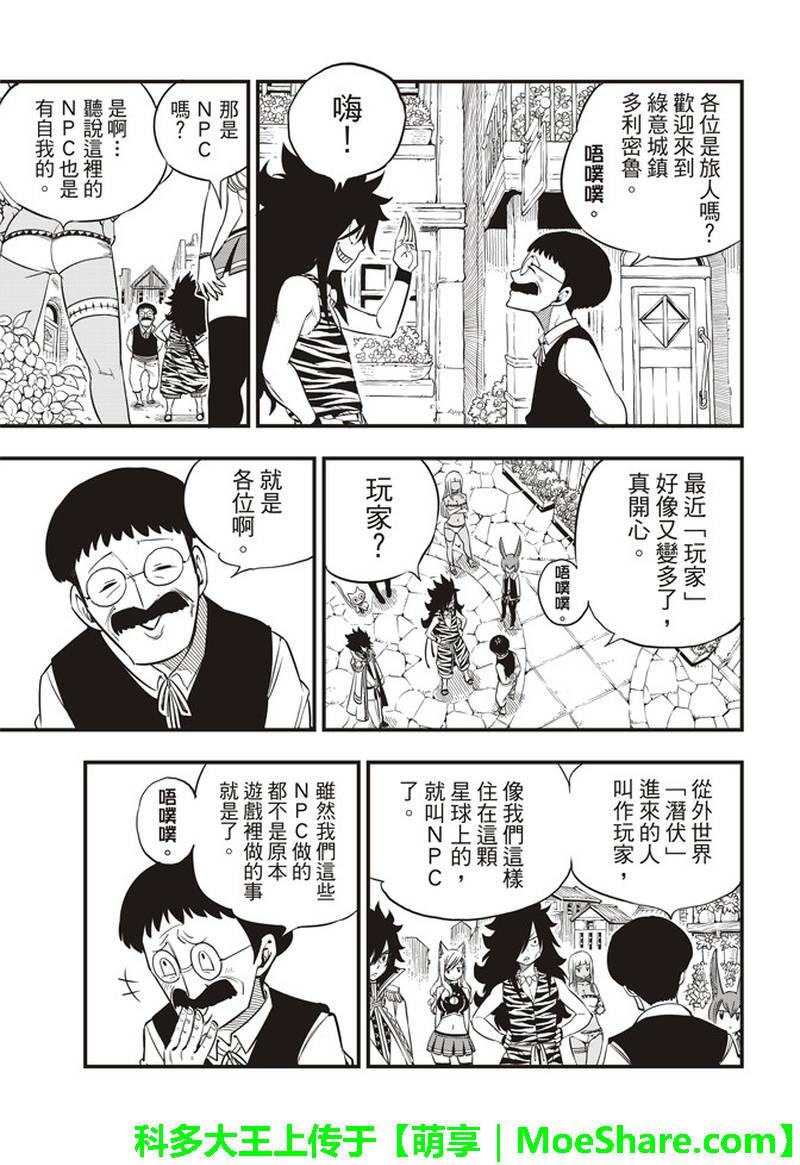 各位是旅人嗎？
歡迎來到
綠意城鎮
多利密魯。
唔噗噗。
嗨！
那是
NPC
嗎？
是啊…
聽說這裡的
NPC也是
有自我的。
最近「玩家」
好像又變多了，
真開心。
唔噗噗。
玩家？
就是
各位啊。
從外世界
「潛伏」
進來的人
叫作玩家，
像我們這樣
住在這顆
星球上的，
就叫NPC
了。
雖然我們這些
NPC做的
都不是原本
遊戲裡做的事
就是了。
唔噗噗。
科多大王上传于【萌享】|MoeShare.com】